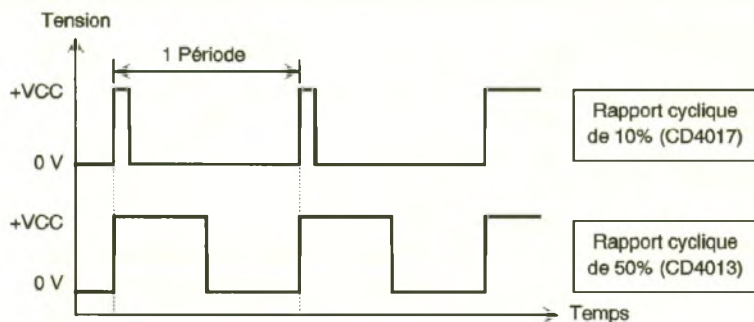 Tension
1 Période
+VCC
Rapport cyclique
de 10% (CD4017)
0 V
+VCC
Rapport cyclique
de 50% (CD4013)
0 V
Temps